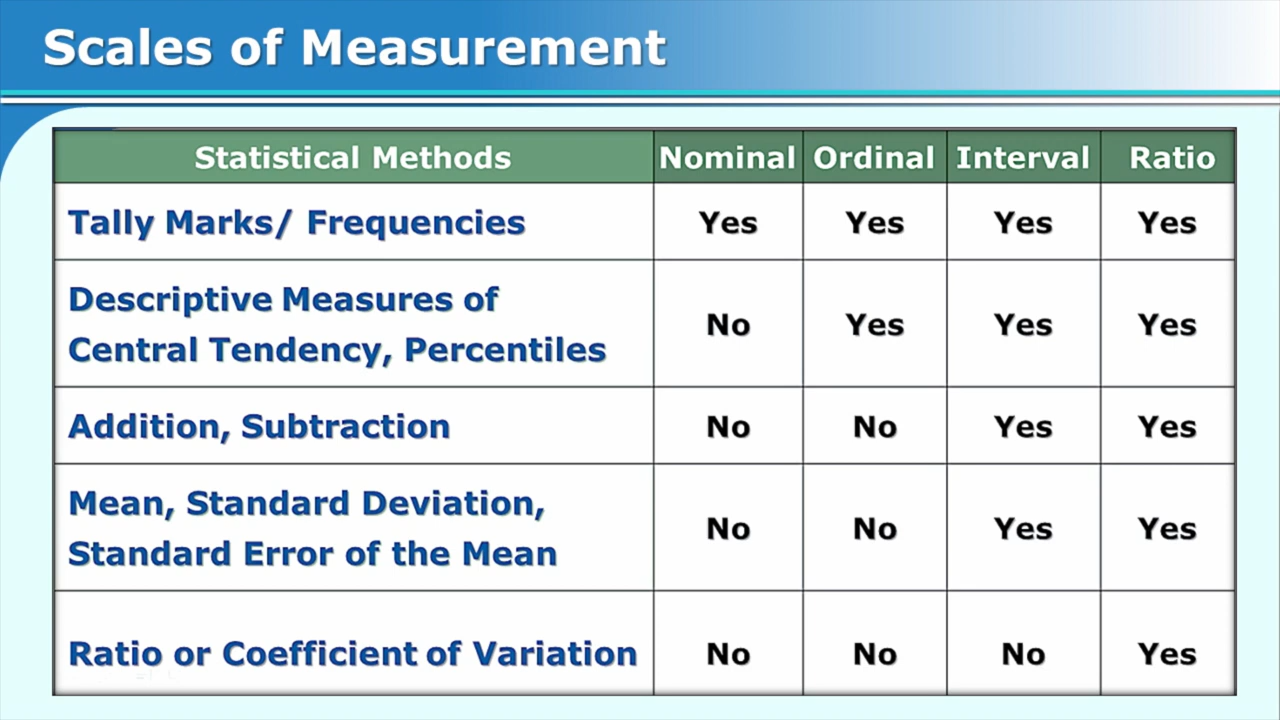 Scales of Measurement
Statistical Methods Nominal Ordinal Interval Ratio
Tally Marks/ Frequencies Yes Yes Yes Yes
Descriptive Measures of
Central Tendency, Percentiles No Yes Yes Yes
Addition, Subtraction No No Yes Yes
Mean, Standard Deviation,
Standard Error of the Mean No No Yes Yes
Ratio or Coefficient of Variation No No No Yes